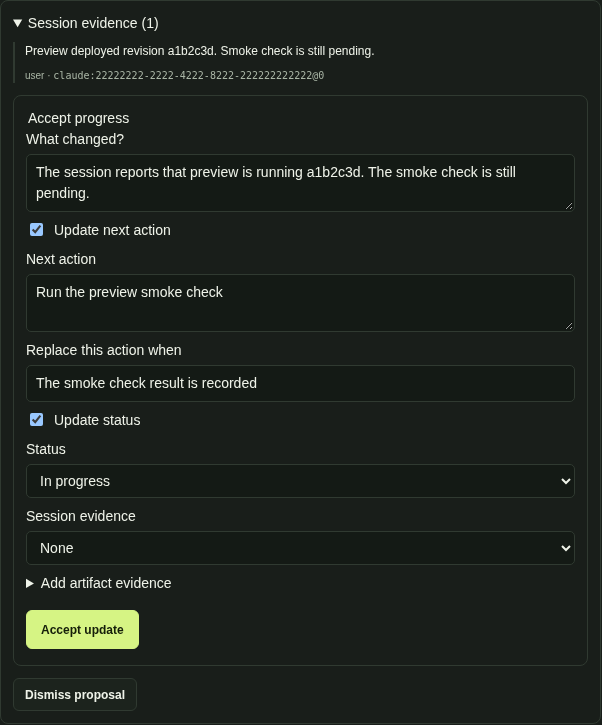 Session evidence (1)
Preview deployed revision a1b2c3d. Smoke check is still pending.
user · claude:22222222-2222-4222-8222-222222222222@0
Accept progress
What changed?
The session reports that preview is running a1b2c3d. The smoke check is still
pending.
Update next action
Next action
Run the preview smoke check
Replace this action when
The smoke check result is recorded
Update status
Status
In progress
Session evidence
None
Add artifact evidence
Accept update
Dismiss proposal